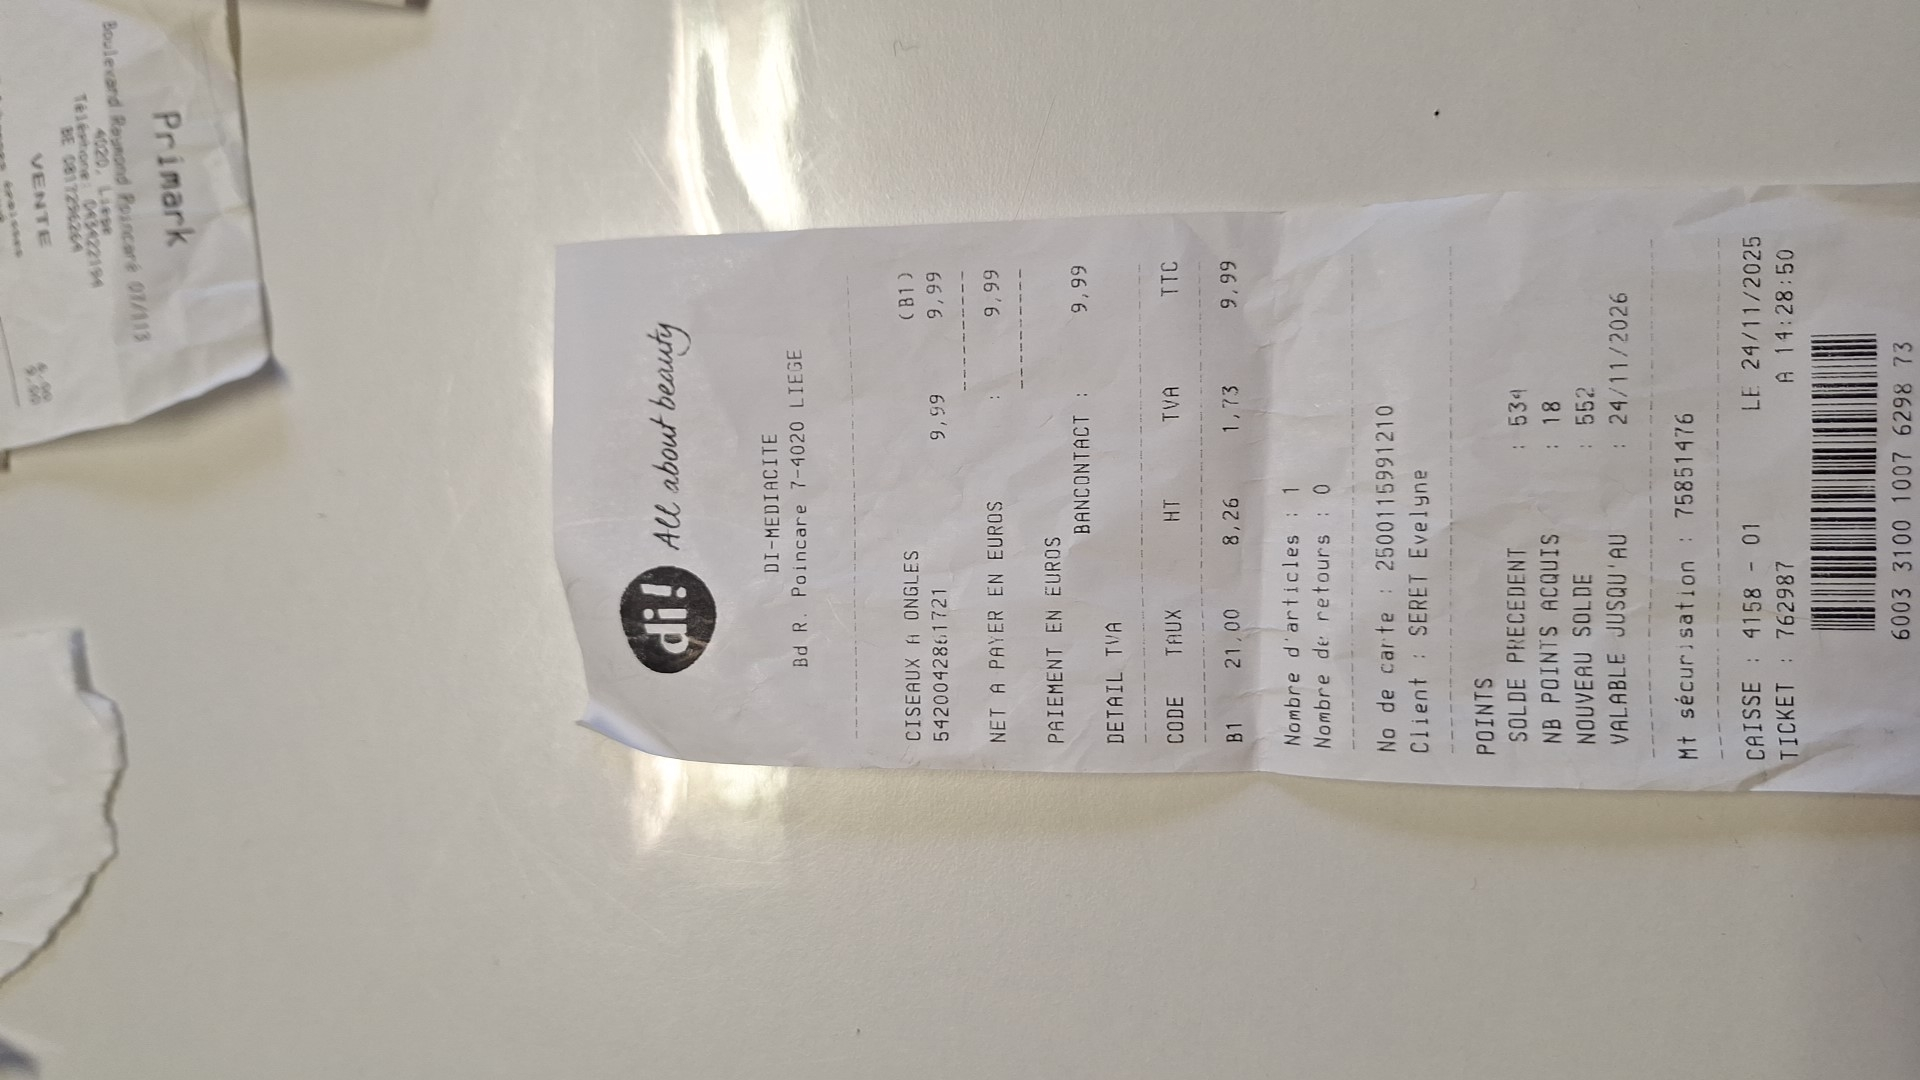 di! All about beauty
DI-MEDIACITE
Bd R. Poincare 7-4020 LIEGE
(B1)
CISEAUX A ONGLES
5420042861721 9,99 9,99
NET A PAYER EN EUROS : 9,99
PAIEMENT EN EUROS
BANCONTACT : 9,99
DETAIL TVA
CODE TAUX HT TVA TTC
B1 21,00 8,26 1,73 9,99
Nombre d'articles : 1
Nombre de retours : 0
No de carte : 2500115991210
Client : SERET Evelyne
POINTS
SOLDE PRECEDENT : 534
NB POINTS ACQUIS : 18
NOUVEAU SOLDE : 552
VALABLE JUSQU'AU : 24/11/2026
Mt sécurisation : 75851476
CAISSE : 4158 - 01 LE 24/11/2025
TICKET : 762987 A 14:28:50
6003 3100 1007 6298 73
Primark
Boulevard Raymond Poincaré 07/113
4020, Liege
Téléphone: 043422194
VENTE